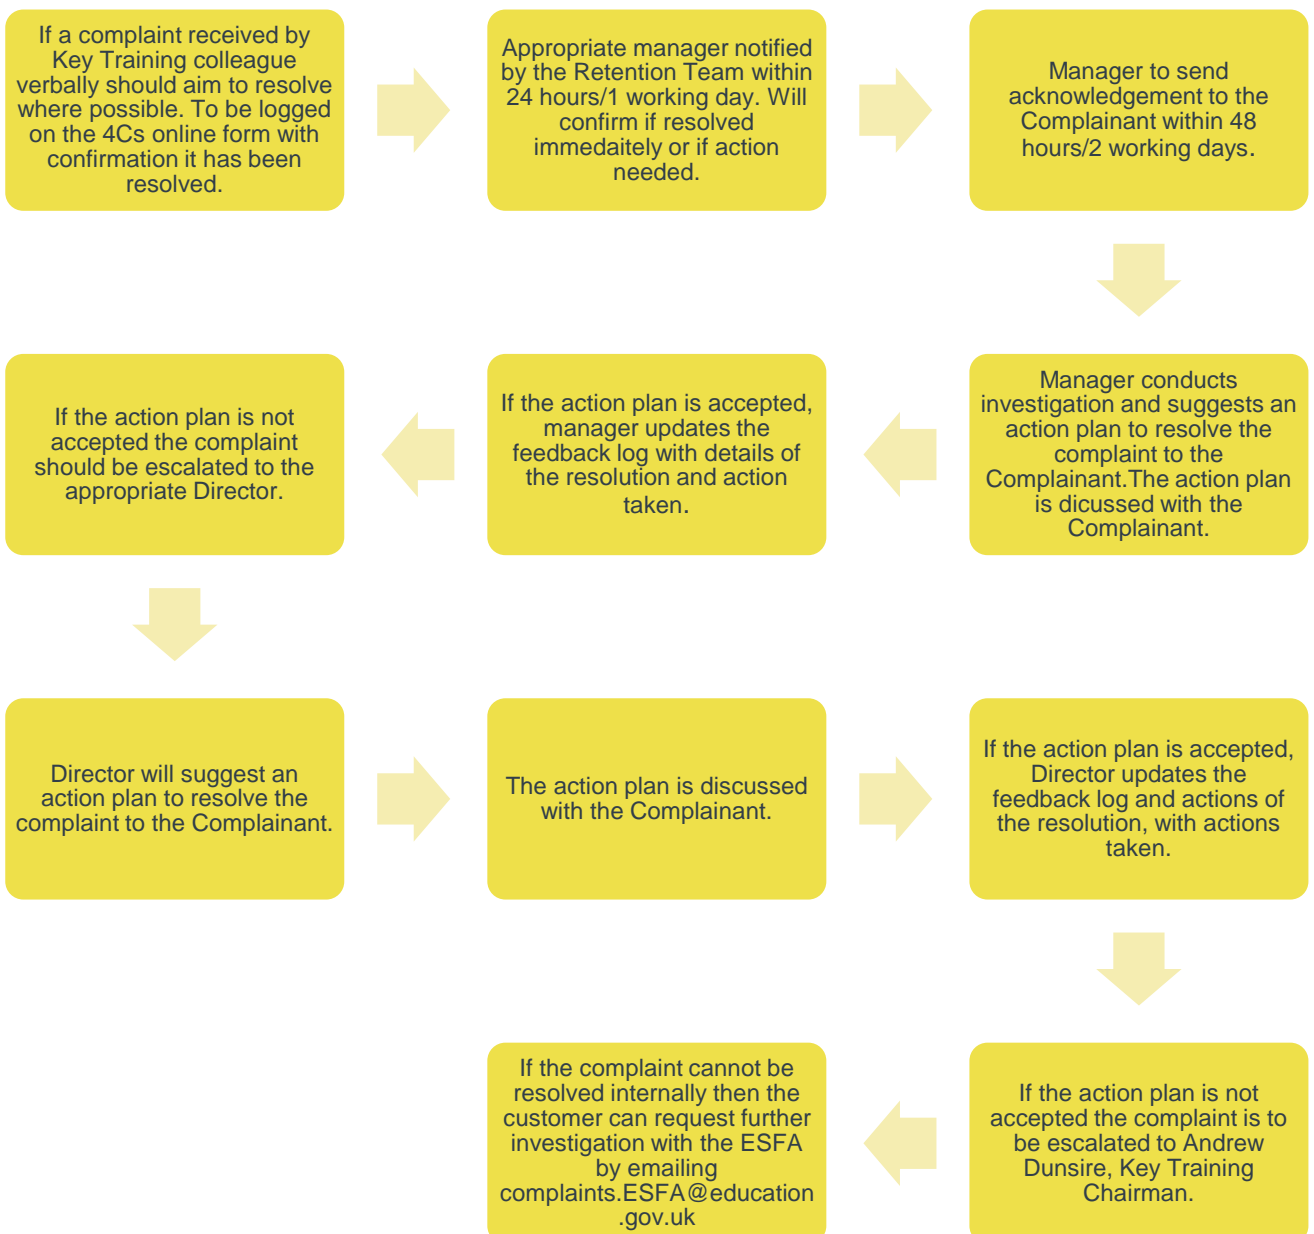 If a complaint received by
Key Training colleague
verbally should aim to resolve
where possible. To be logged
on the 4Cs online form with
confirmation it has been
resolved.
Appropriate manager notified
by the Retention Team within
24 hours/1 working day. Will
confirm if resolved
immedaitely or if action
needed.
Manager to send
acknowledgement to the
Complainant within 48
hours/2 working days.
Manager conducts
investigation and suggests an
action plan to resolve the
complaint to the
Complainant.The action plan
is dicussed with the
Complainant.
If the action plan is accepted,
manager updates the
feedback log with details of
the resolution and action
taken.
If the action plan is not
accepted the complaint
should be escalated to the
appropriate Director.
Director will suggest an
action plan to resolve the
complaint to the Complainant.
The action plan is discussed
with the Complainant.
If the action plan is accepted,
Director updates the
feedback log and actions of
the resolution, with actions
taken.
If the action plan is not
accepted the complaint is to
be escalated to Andrew
Dunsire, Key Training
Chairman.
If the complaint cannot be
resolved internally then the
customer can request further
investigation with the ESFA
by emailing
complaints.ESFA@education
.gov.uk